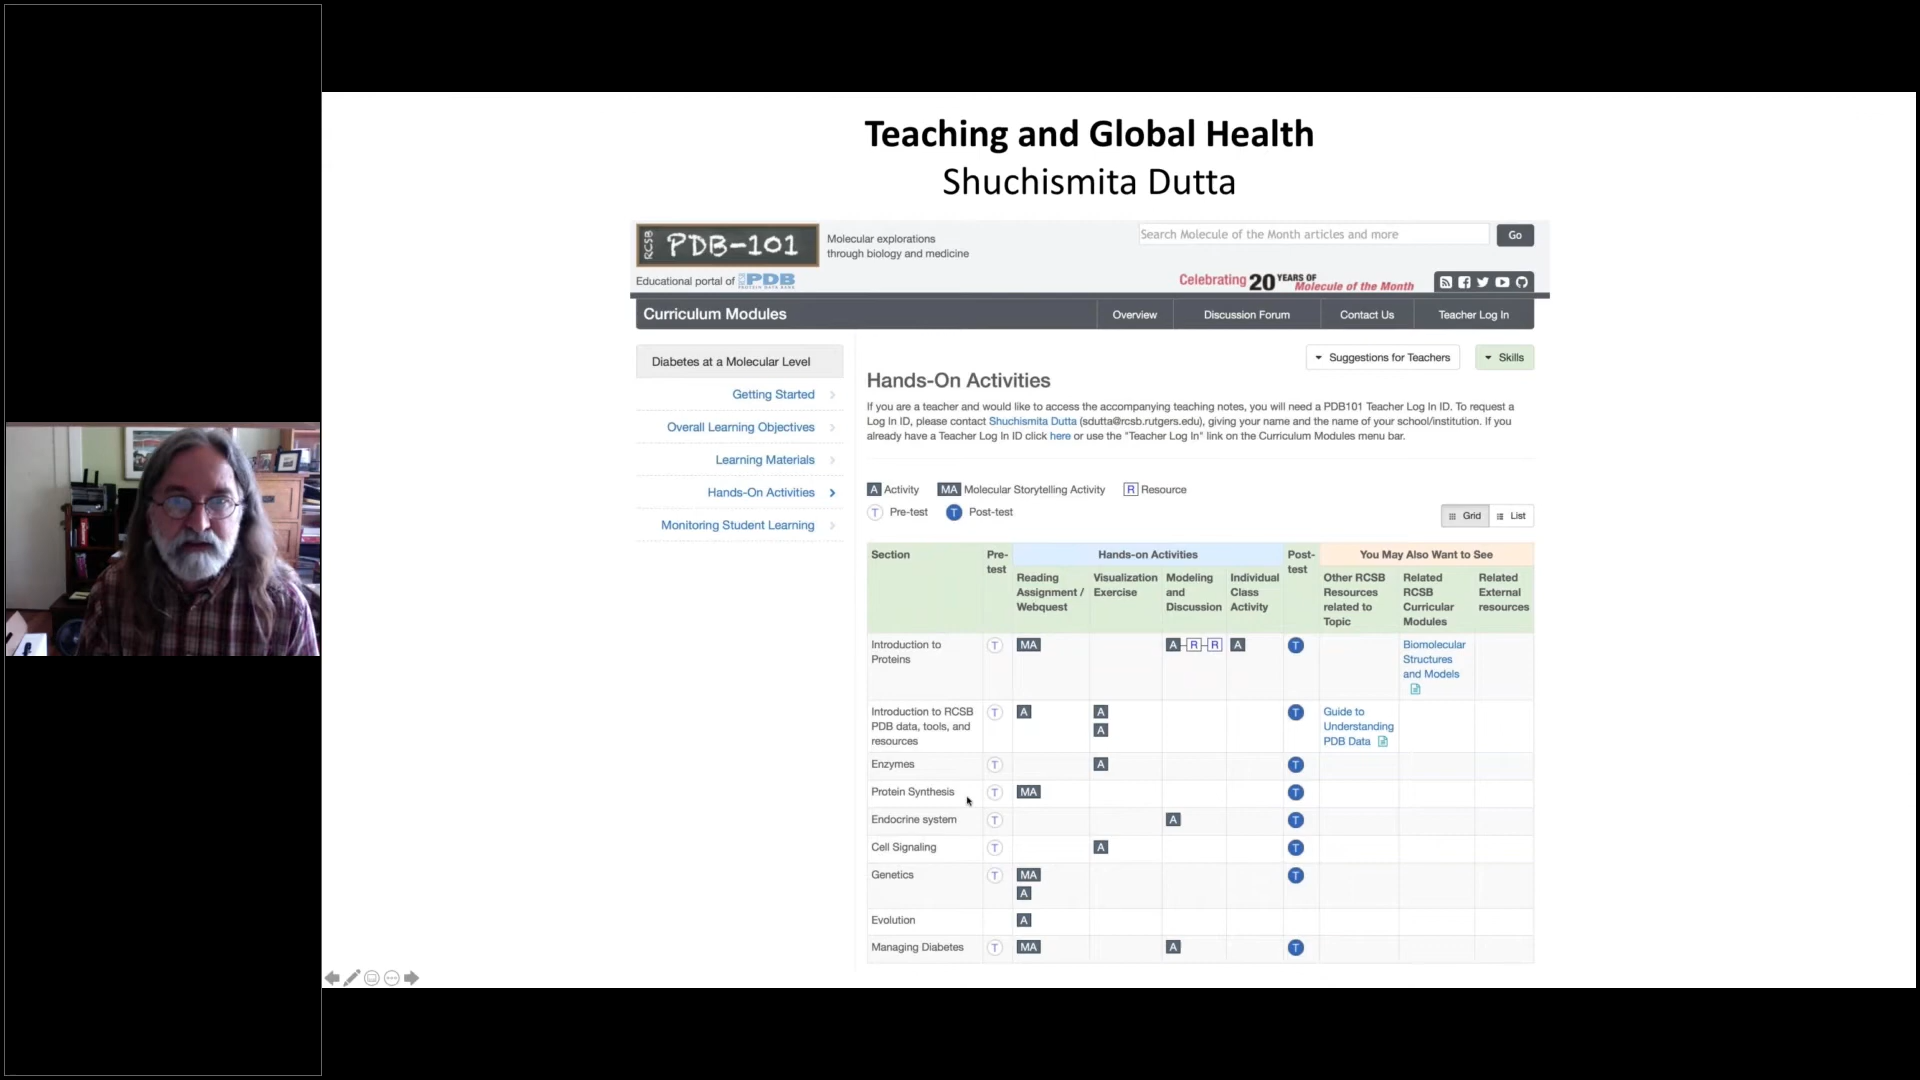 Teaching and Global Health
Shuchismita Dutta
RCSB PDB-101
Molecular explorations
through biology and medicine
Search Molecule of the Month articles and more
Go
Educational portal of PDB
PROTEIN DATA BANK
Celebrating 20 YEARS OF
Molecule of the Month
Curriculum Modules
Overview
Discussion Forum
Contact Us
Teacher Log In
Diabetes at a Molecular Level
Getting Started
Overall Learning Objectives
Learning Materials
Hands-On Activities
Monitoring Student Learning
Suggestions for Teachers
Skills
Hands-On Activities
If you are a teacher and would like to access the accompanying teaching notes, you will need a PDB101 Teacher Log In ID. To request a
Log In ID, please contact Shuchismita Dutta (sdutta@rcsb.rutgers.edu), giving your name and the name of your school/institution. If you
already have a Teacher Log In ID click here or use the "Teacher Log In" link on the Curriculum Modules menu bar.
A Activity
MA Molecular Storytelling Activity
R Resource
T Pre-test
T Post-test
Grid
List
Section
Pre-
test
Hands-on Activities
Post-
test
You May Also Want to See
Reading
Assignment /
Webquest
Visualization
Exercise
Modeling
and
Discussion
Individual
Class
Activity
Other RCSB
Resources
related to
Topic
Related
RCSB
Curricular
Modules
Related
External
resources
Introduction to
Proteins
T
MA
A R R
A
T
Biomolecular
Structures
and Models
Introduction to RCSB
PDB data, tools, and
resources
T
A
A
A
T
Guide to
Understanding
PDB Data
Enzymes
T
A
T
Protein Synthesis
T
MA
T
Endocrine system
T
A
T
Cell Signaling
T
A
T
Genetics
T
MA
A
T
Evolution
A
Managing Diabetes
T
MA
A
T